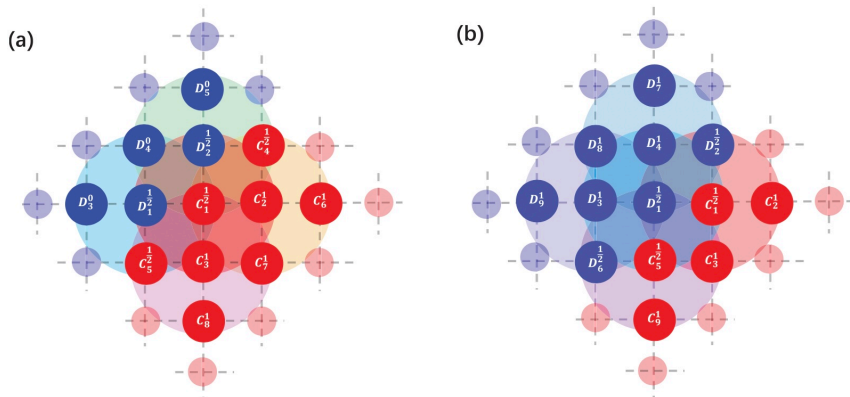 (a)
D_5^0
D_4^0 D_2^{1/2} C_4^{1/2}
D_3^0 D_1^{1/2} C_1^{1/2} C_2^1 C_6^1
C_5^{1/2} C_3^1 C_7^1
C_8^1
(b)
D_7^1
D_8^1 D_4^1 D_2^{1/2}
D_9^1 D_3^1 D_1^{1/2} C_1^{1/2} C_2^1
D_6^{1/2} C_5^{1/2} C_3^1
C_9^1